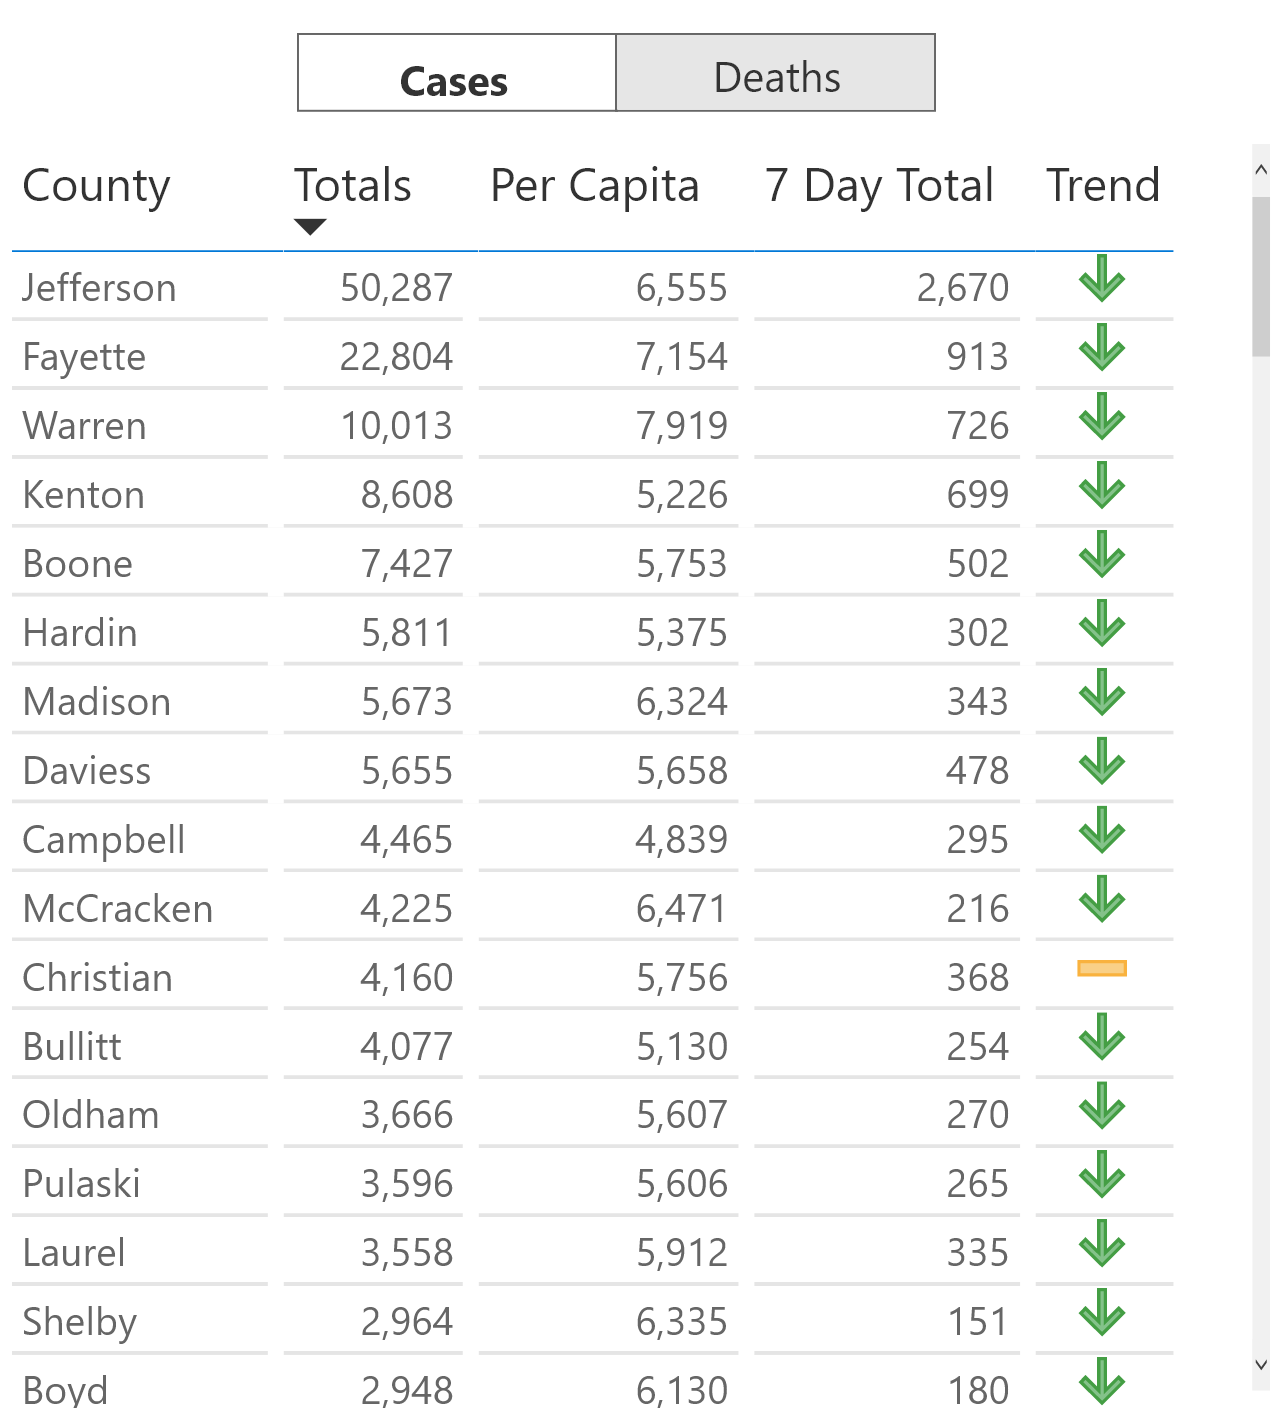 Cases Deaths
County Totals Per Capita 7 Day Total Trend
Jefferson 50,287 6,555 2,670
Fayette 22,804 7,154 913
Warren 10,013 7,919 726
Kenton 8,608 5,226 699
Boone 7,427 5,753 502
Hardin 5,811 5,375 302
Madison 5,673 6,324 343
Daviess 5,655 5,658 478
Campbell 4,465 4,839 295
McCracken 4,225 6,471 216
Christian 4,160 5,756 368
Bullitt 4,077 5,130 254
Oldham 3,666 5,607 270
Pulaski 3,596 5,606 265
Laurel 3,558 5,912 335
Shelby 2,964 6,335 151
Boyd 2,948 6,130 180